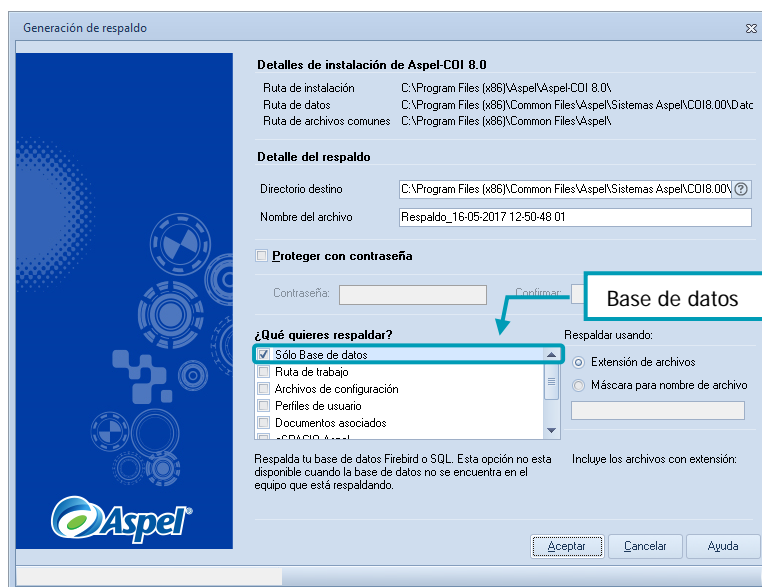 Generación de respaldo
Detalles de instalación de Aspel-COI 8.0
Ruta de instalación C:\Program Files (x86)\Aspel\Aspel-COI 8.0\
Ruta de datos C:\Program Files (x86)\Common Files\Aspel\Sistemas Aspel\COI8.00\Datc
Ruta de archivos comunes C:\Program Files (x86)\Common Files\Aspel\
Detalle del respaldo
Directorio destino C:\Program Files (x86)\Common Files\Aspel\Sistemas Aspel\COI8.00\
Nombre del archivo Respaldo_16-05-2017 12-50-48 01
Proteger con contraseña
Contraseña: Confirmar:
Base de datos
¿Qué quieres respaldar? Respaldar usando:
Sólo Base de datos
Ruta de trabajo
Archivos de configuración
Perfiles de usuario
Documentos asociados
eSPACIO Aspel
Extensión de archivos
Máscara para nombre de archivo
Respalda tu base de datos Firebird o SQL. Esta opción no esta
disponible cuando la base de datos no se encuentra en el
equipo que está respaldando.
Incluye los archivos con extensión:
Aspel
Aceptar Cancelar Ayuda